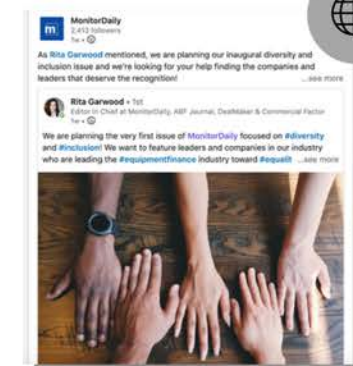 m
MonitorDaily
2,413 followers
1w •
As Rita Garwood mentioned, we are planning our inaugural diversity and
inclusion issue and we're looking for your help finding the companies and
leaders that deserve the recognition! ...see more
Rita Garwood • 1st
Editor in Chief at MonitorDaily, ABF Journal, DealMaker & Commercial Factor
1w •
We are planning the very first issue of MonitorDaily focused on #diversity
and #inclusion! We want to feature leaders and companies in our industry
who are leading the #equipmentfinance industry toward #equalit ...see more